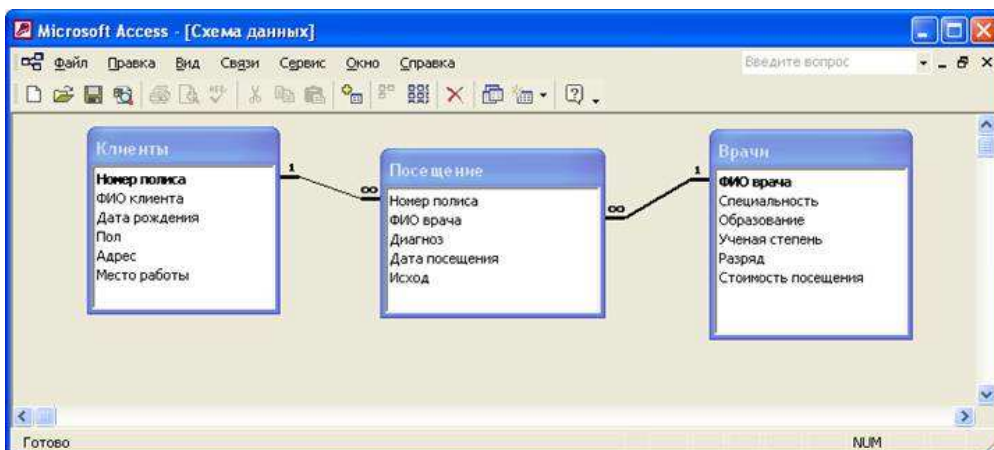 Microsoft Access - [Схема данных]
Файл Правка Вид Связи Сервис Окно Справка Введите вопрос
Клиенты
Номер полиса
ФИО клиента
Дата рождения
Пол
Адрес
Место работы
1
∞
Посещение
Номер полиса
ФИО врача
Диагноз
Дата посещения
Исход
∞
1
Врачи
ФИО врача
Специальность
Образование
Ученая степень
Разряд
Стоимость посещения
Готово NUM